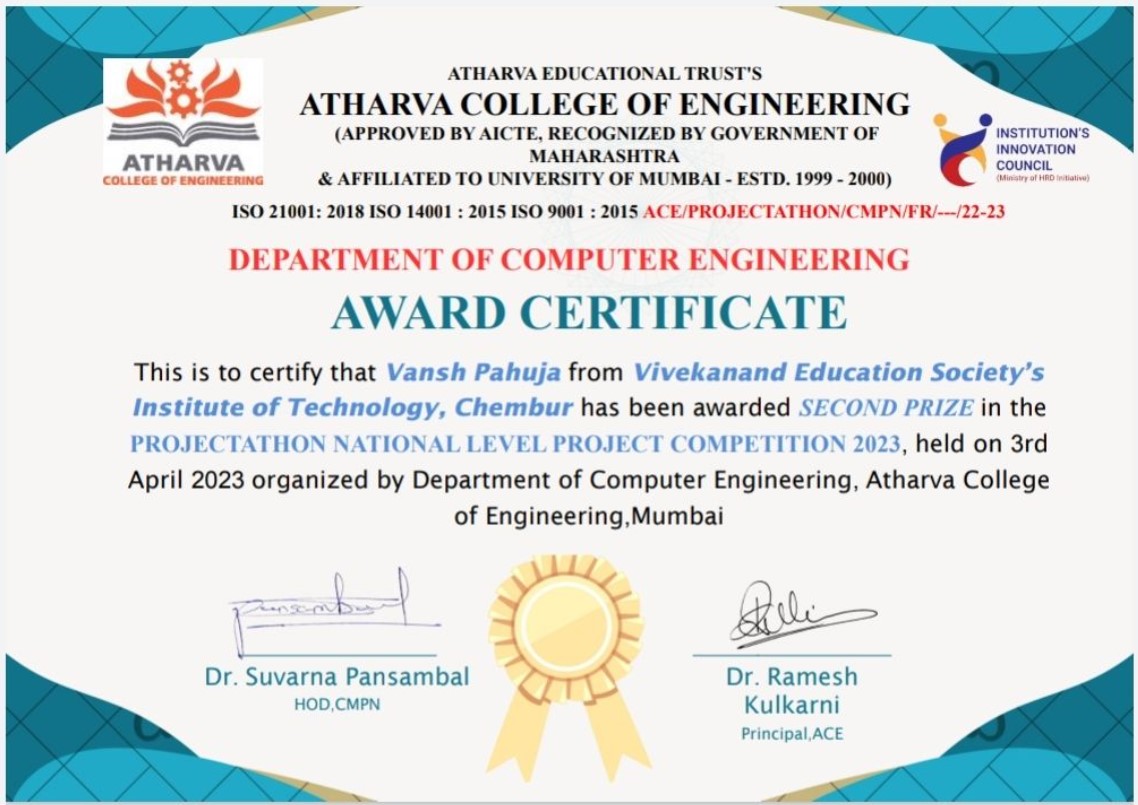 ATHARVA EDUCATIONAL TRUST'S
ATHARVA COLLEGE OF ENGINEERING
(APPROVED BY AICTE, RECOGNIZED BY GOVERNMENT OF
MAHARASHTRA
& AFFILIATED TO UNIVERSITY OF MUMBAI - ESTD. 1999 - 2000)
ATHARVA
COLLEGE OF ENGINEERING
INSTITUTION'S
INNOVATION
COUNCIL
(Ministry of HRD Initiative)
ISO 21001: 2018 ISO 14001 : 2015 ISO 9001 : 2015 ACE/PROJECTATHON/CMPN/FR/---/22-23
DEPARTMENT OF COMPUTER ENGINEERING
AWARD CERTIFICATE
This is to certify that Vansh Pahuja from Vivekanand Education Society’s
Institute of Technology, Chembur has been awarded SECOND PRIZE in the
PROJECTATHON NATIONAL LEVEL PROJECT COMPETITION 2023, held on 3rd
April 2023 organized by Department of Computer Engineering, Atharva College
of Engineering,Mumbai
Dr. Suvarna Pansambal
HOD,CMPN
Dr. Ramesh
Kulkarni
Principal,ACE